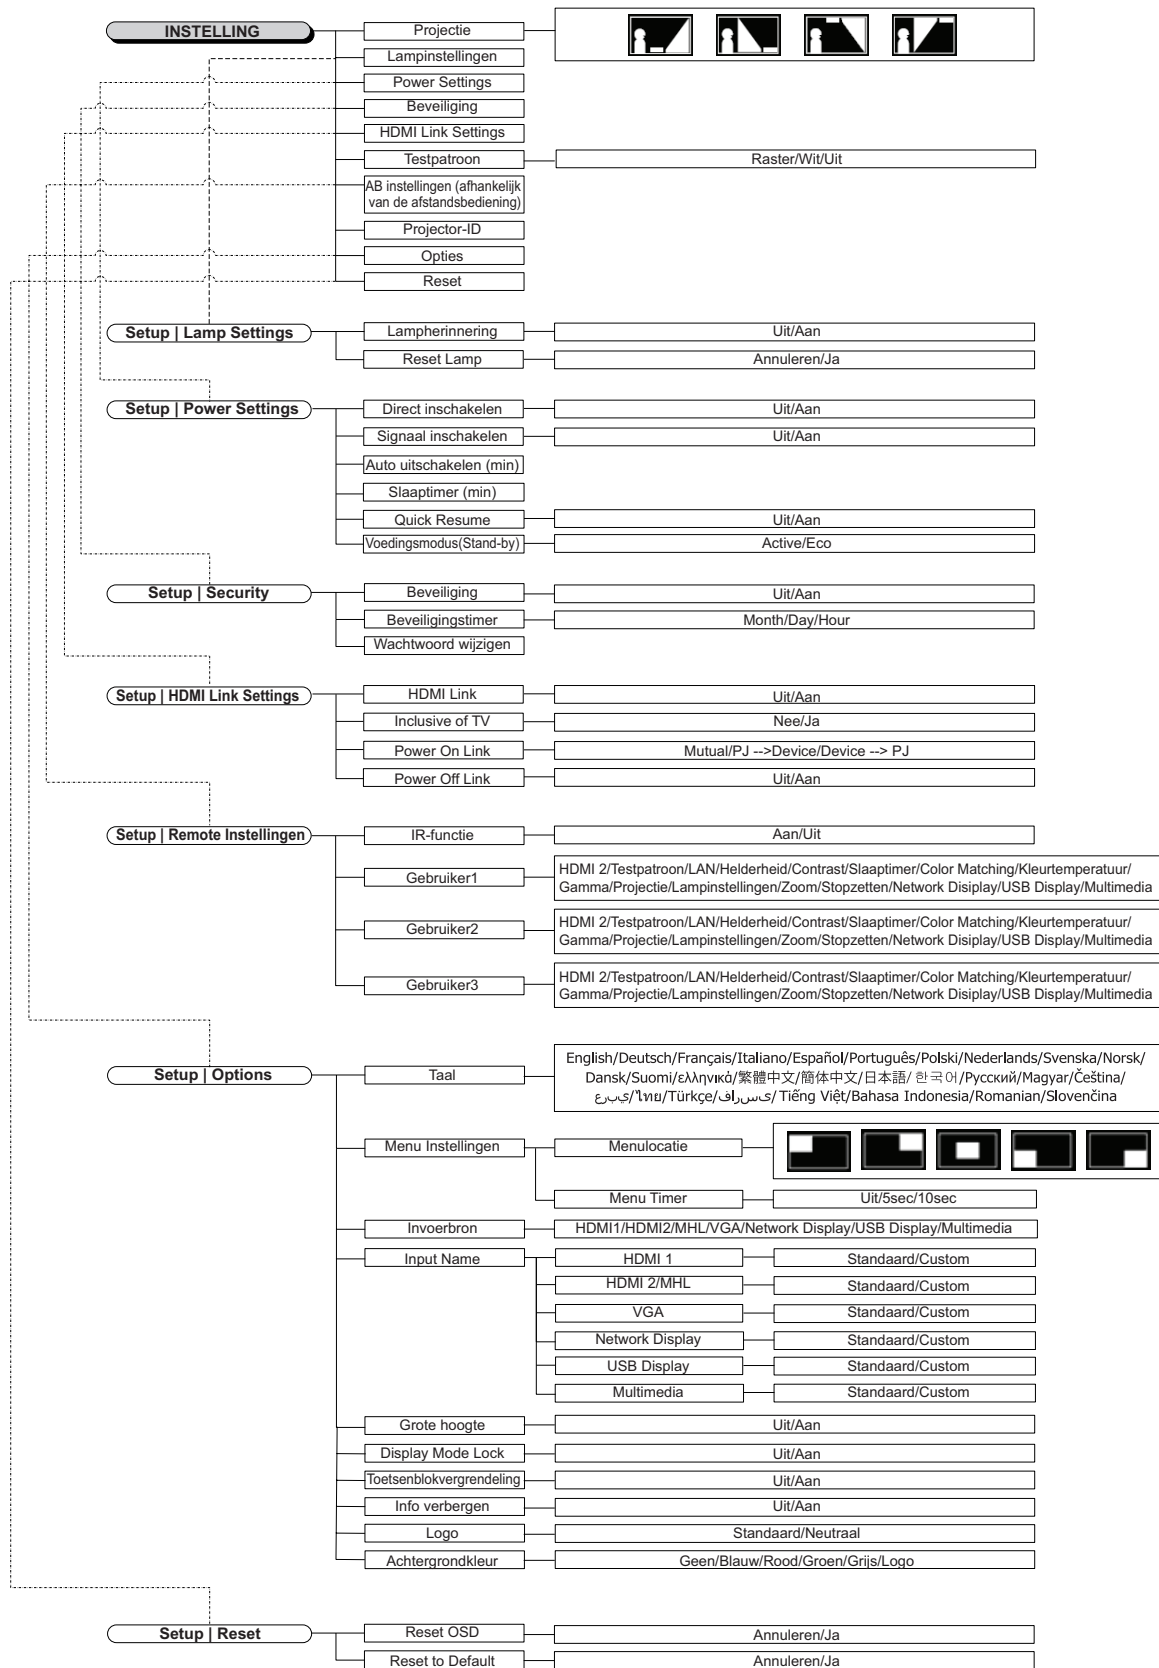 INSTELLING
Projectie
Lampinstellingen
Power Settings
Beveiliging
HDMI Link Settings
Testpatroon
Raster/Wit/Uit
AB instellingen (afhankelijk
van de afstandsbediening)
Projector-ID
Opties
Reset
Setup | Lamp Settings
Lampherinnering
Uit/Aan
Reset Lamp
Annuleren/Ja
Setup | Power Settings
Direct inschakelen
Uit/Aan
Signaal inschakelen
Uit/Aan
Auto uitschakelen (min)
Slaaptimer (min)
Quick Resume
Uit/Aan
Voedingsmodus(Stand-by)
Active/Eco
Setup | Security
Beveiliging
Uit/Aan
Beveiligingstimer
Month/Day/Hour
Wachtwoord wijzigen
Setup | HDMI Link Settings
HDMI Link
Uit/Aan
Inclusive of TV
Nee/Ja
Power On Link
Mutual/PJ -->Device/Device --> PJ
Power Off Link
Uit/Aan
Setup | Remote Instellingen
IR-functie
Aan/Uit
Gebruiker1
HDMI 2/Testpatroon/LAN/Helderheid/Contrast/Slaaptimer/Color Matching/Kleurtemperatuur/
Gamma/Projectie/Lampinstellingen/Zoom/Stopzetten/Network Disiplay/USB Display/Multimedia
Gebruiker2
HDMI 2/Testpatroon/LAN/Helderheid/Contrast/Slaaptimer/Color Matching/Kleurtemperatuur/
Gamma/Projectie/Lampinstellingen/Zoom/Stopzetten/Network Disiplay/USB Display/Multimedia
Gebruiker3
HDMI 2/Testpatroon/LAN/Helderheid/Contrast/Slaaptimer/Color Matching/Kleurtemperatuur/
Gamma/Projectie/Lampinstellingen/Zoom/Stopzetten/Network Disiplay/USB Display/Multimedia
Setup | Options
Taal
English/Deutsch/Français/Italiano/Español/Português/Polski/Nederlands/Svenska/Norsk/
Dansk/Suomi/ελληνικά/繁體中文/簡体中文/日本語/한국어/Русский/Magyar/Čeština/
يبرع/ไทย/Türkçe/ىسراف/Tiếng Việt/Bahasa Indonesia/Romanian/Slovenčina
Menu Instellingen
Menulocatie
Menu Timer
Uit/5sec/10sec
Invoerbron
HDMI1/HDMI2/MHL/VGA/Network Display/USB Display/Multimedia
Input Name
HDMI 1
Standaard/Custom
HDMI 2/MHL
Standaard/Custom
VGA
Standaard/Custom
Network Display
Standaard/Custom
USB Display
Standaard/Custom
Multimedia
Standaard/Custom
Grote hoogte
Uit/Aan
Display Mode Lock
Uit/Aan
Toetsenblokvergrendeling
Uit/Aan
Info verbergen
Uit/Aan
Logo
Standaard/Neutraal
Achtergrondkleur
Geen/Blauw/Rood/Groen/Grijs/Logo
Setup | Reset
Reset OSD
Annuleren/Ja
Reset to Default
Annuleren/Ja